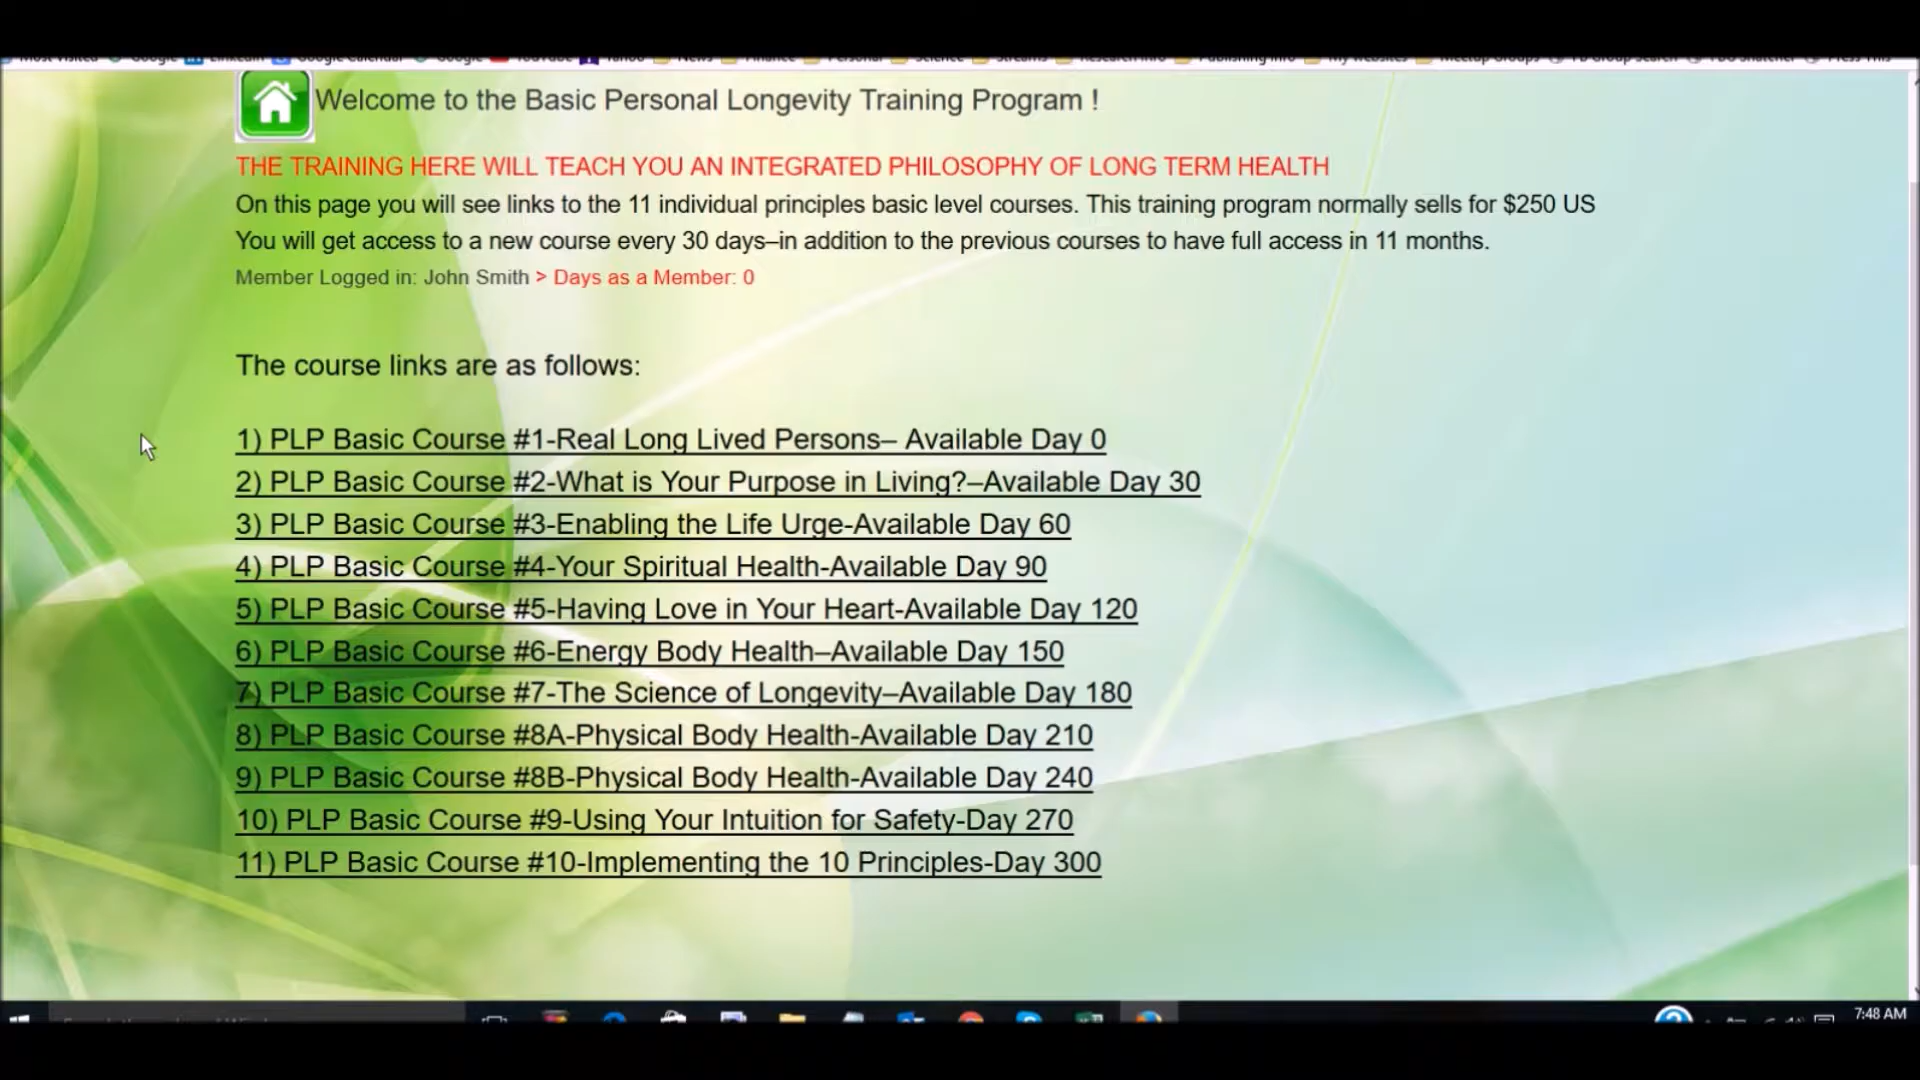 Welcome to the Basic Personal Longevity Training Program !
THE TRAINING HERE WILL TEACH YOU AN INTEGRATED PHILOSOPHY OF LONG TERM HEALTH
On this page you will see links to the 11 individual principles basic level courses. This training program normally sells for $250 US
You will get access to a new course every 30 days–in addition to the previous courses to have full access in 11 months.
Member Logged in: John Smith > Days as a Member: 0
The course links are as follows:
1) PLP Basic Course #1-Real Long Lived Persons– Available Day 0
2) PLP Basic Course #2-What is Your Purpose in Living?–Available Day 30
3) PLP Basic Course #3-Enabling the Life Urge-Available Day 60
4) PLP Basic Course #4-Your Spiritual Health-Available Day 90
5) PLP Basic Course #5-Having Love in Your Heart-Available Day 120
6) PLP Basic Course #6-Energy Body Health–Available Day 150
7) PLP Basic Course #7-The Science of Longevity–Available Day 180
8) PLP Basic Course #8A-Physical Body Health-Available Day 210
9) PLP Basic Course #8B-Physical Body Health-Available Day 240
10) PLP Basic Course #9-Using Your Intuition for Safety-Day 270
11) PLP Basic Course #10-Implementing the 10 Principles-Day 300
7:48 AM